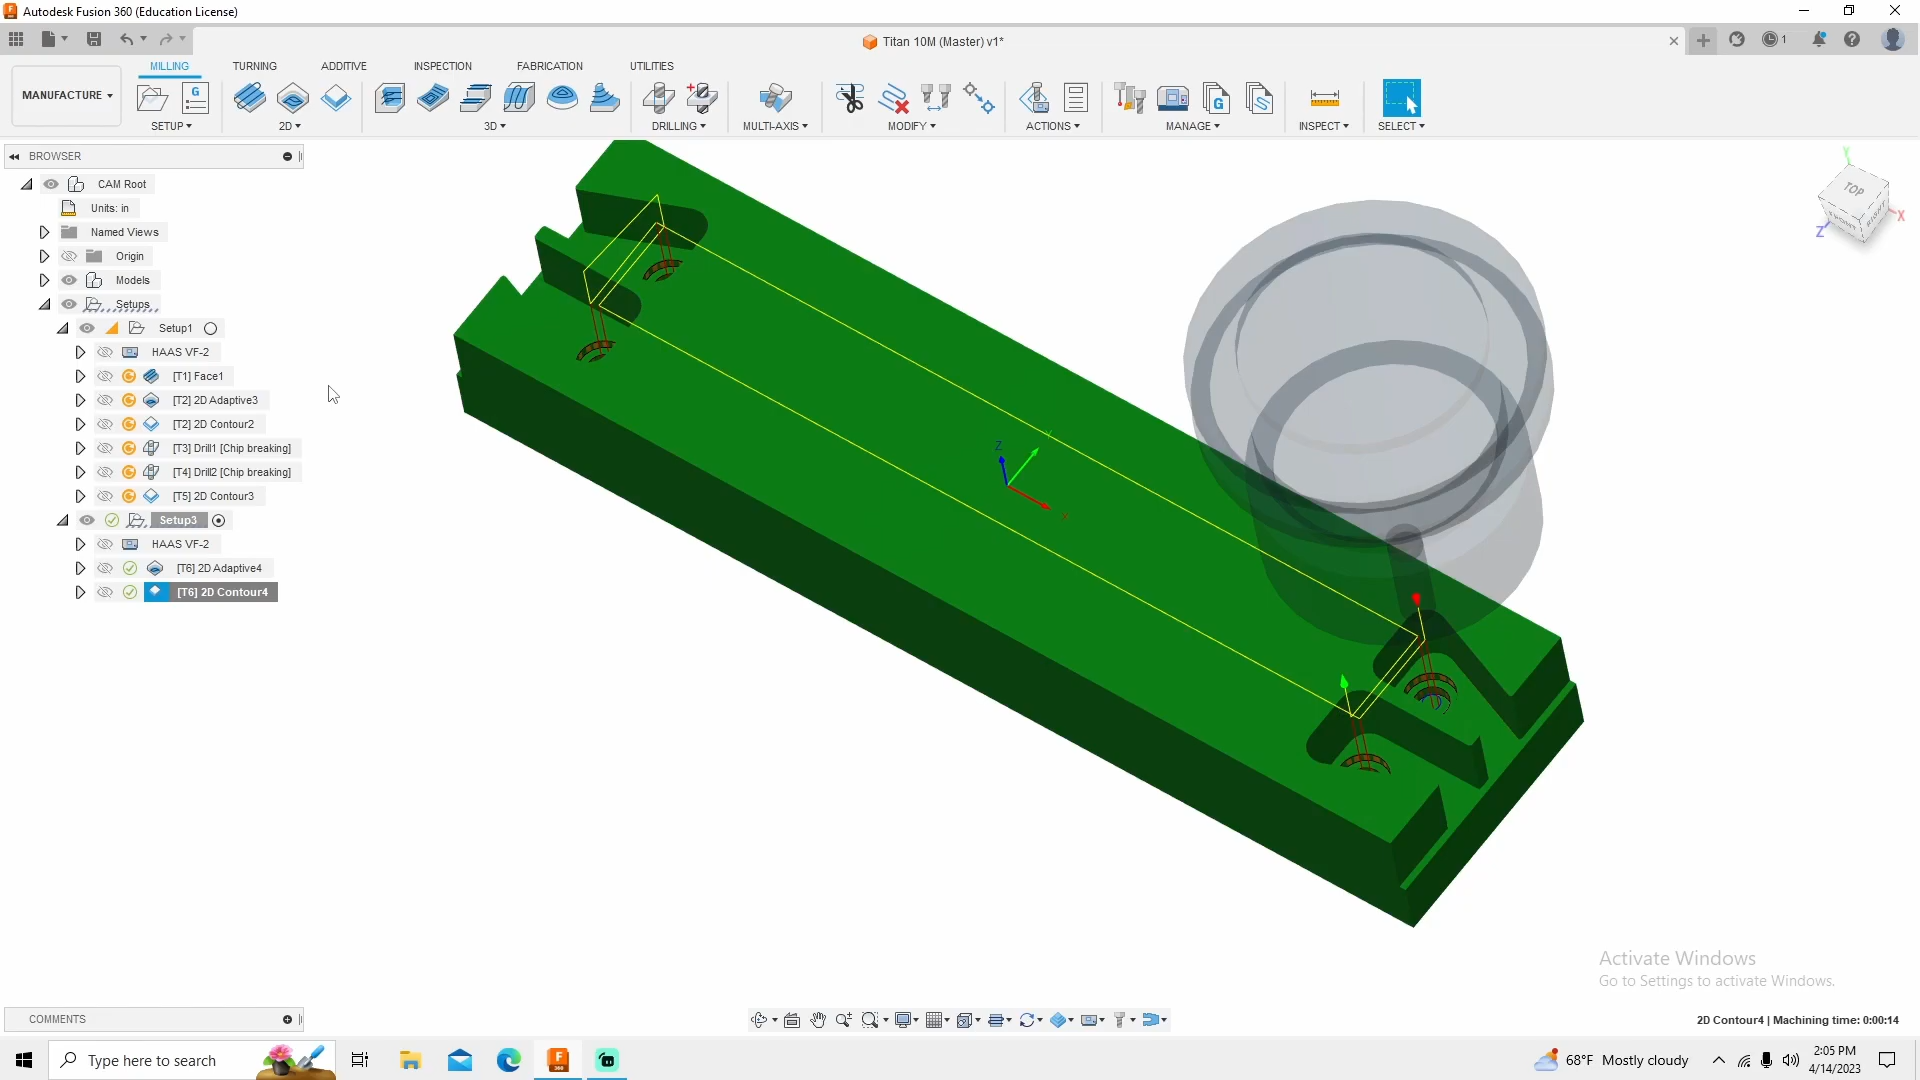 Autodesk Fusion 360 (Education License)
Titan 10M (Master) v1*
1
MANUFACTURE
MILLING
TURNING
ADDITIVE
INSPECTION
FABRICATION
UTILITIES
SETUP
2D
3D
DRILLING
MULTI-AXIS
MODIFY
ACTIONS
MANAGE
INSPECT
SELECT
BROWSER
CAM Root
Units: in
Named Views
Origin
Models
Setups
Setup1
HAAS VF-2
[T1] Face1
[T2] 2D Adaptive3
[T2] 2D Contour2
[T3] Drill1 [Chip breaking]
[T4] Drill2 [Chip breaking]
[T5] 2D Contour3
Setup3
HAAS VF-2
[T6] 2D Adaptive4
[T6] 2D Contour4
Z
Y
X
Y
TOP
FRONT
RIGHT
X
Z
Activate Windows
Go to Settings to activate Windows.
COMMENTS
2D Contour4 | Machining time: 0:00:14
Type here to search
68°F Mostly cloudy
2:05 PM
4/14/2023